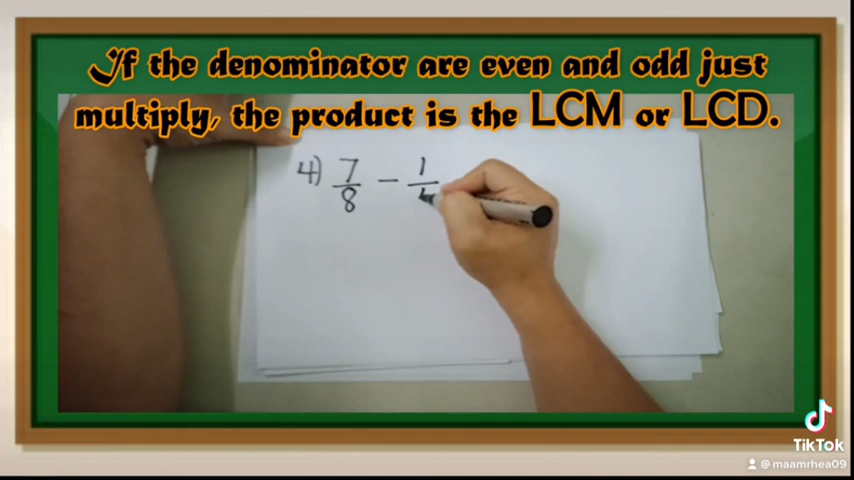 If the denominator are even and odd just
multiply, the product is the LCM or LCD.
4) 7/8 - 1/
TikTok
@maamrhea09